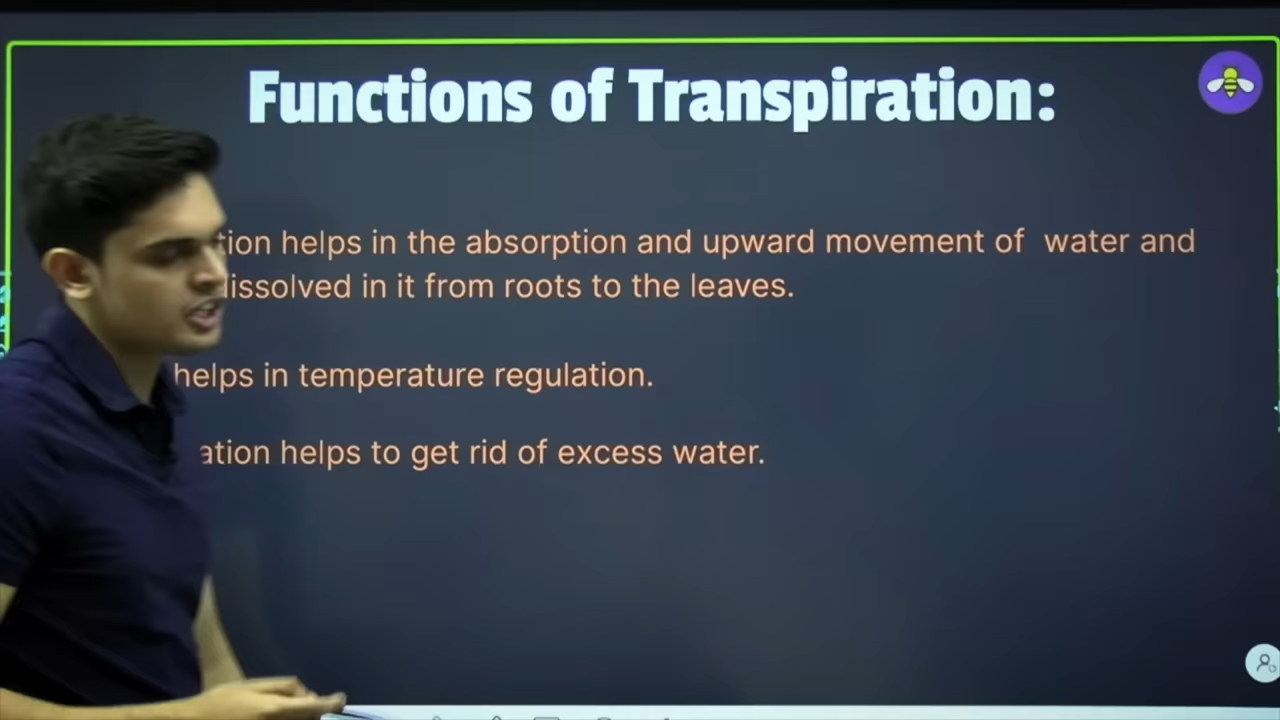 Functions of Transpiration:
tion helps in the absorption and upward movement of water and
issolved in it from roots to the leaves.
helps in temperature regulation.
ation helps to get rid of excess water.